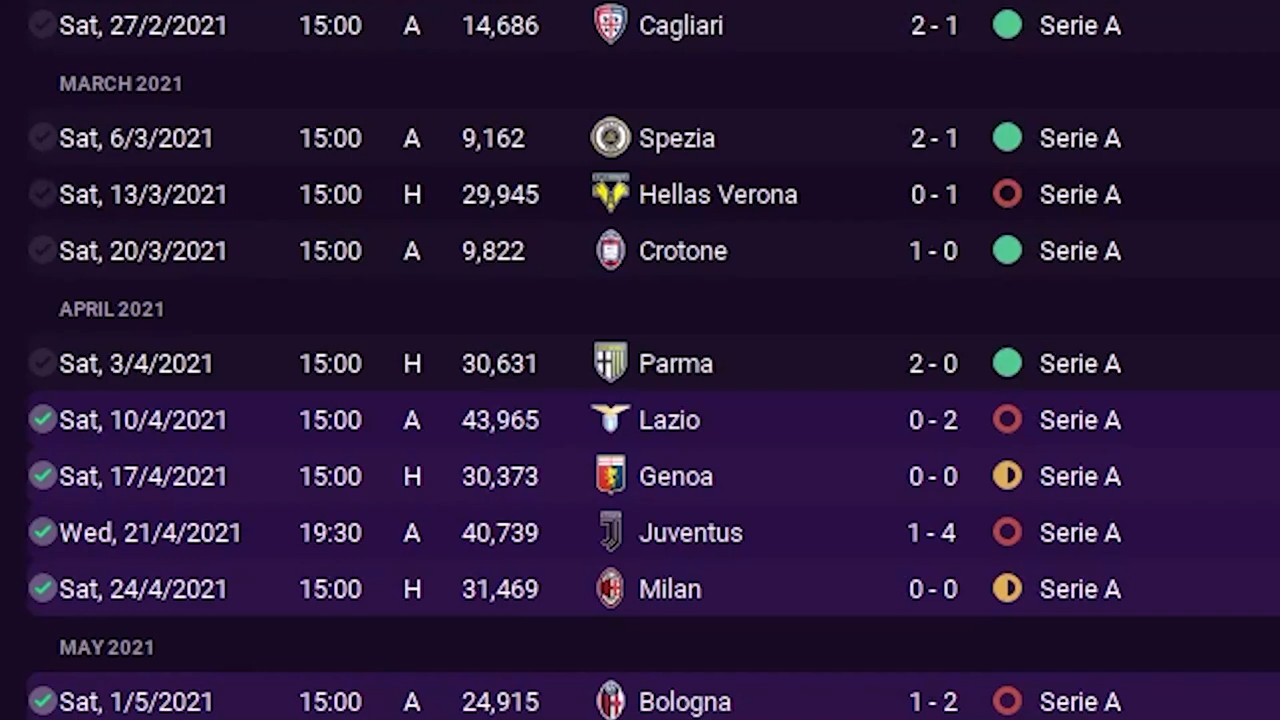 Sat, 27/2/2021 15:00 A 14,686 Cagliari 2 - 1 Serie A
MARCH 2021
Sat, 6/3/2021 15:00 A 9,162 Spezia 2 - 1 Serie A
Sat, 13/3/2021 15:00 H 29,945 Hellas Verona 0 - 1 Serie A
Sat, 20/3/2021 15:00 A 9,822 Crotone 1 - 0 Serie A
APRIL 2021
Sat, 3/4/2021 15:00 H 30,631 Parma 2 - 0 Serie A
Sat, 10/4/2021 15:00 A 43,965 Lazio 0 - 2 Serie A
Sat, 17/4/2021 15:00 H 30,373 Genoa 0 - 0 Serie A
Wed, 21/4/2021 19:30 A 40,739 Juventus 1 - 4 Serie A
Sat, 24/4/2021 15:00 H 31,469 Milan 0 - 0 Serie A
MAY 2021
Sat, 1/5/2021 15:00 A 24,915 Bologna 1 - 2 Serie A